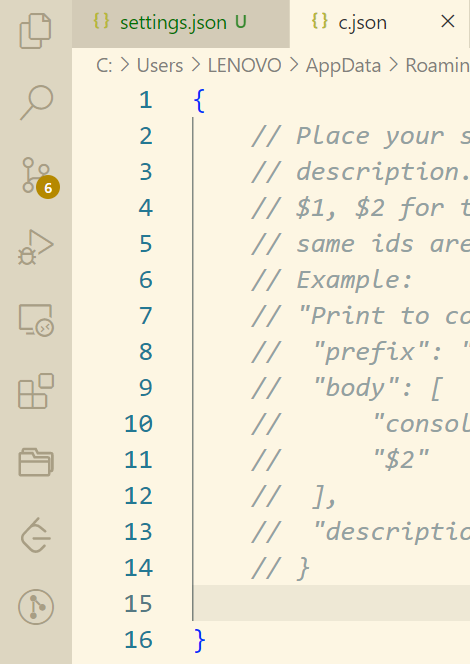 settings.json U
c.json
C: > Users > LENOVO > AppData > Roamin
1 {
2 // Place your s
3 // description.
4 // $1, $2 for t
5 // same ids are
6 // Example:
7 // "Print to co
8 //  "prefix": "
9 //  "body": [
10 //      "consol
11 //      "$2"
12 //  ],
13 //  "descriptio
14 // }
15
16 }
6